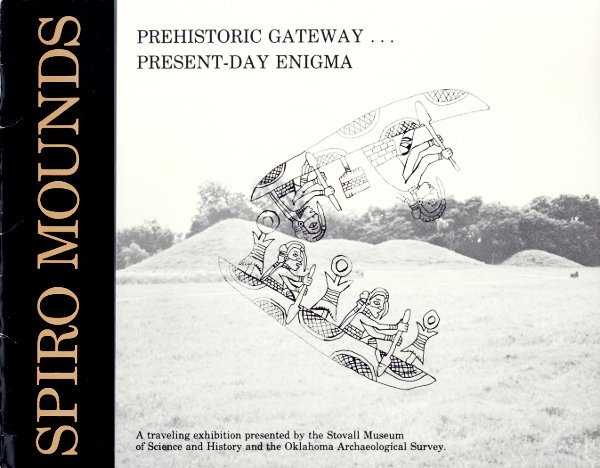 SPIRO MOUNDS
PREHISTORIC GATEWAY . . .
PRESENT-DAY ENIGMA
A traveling exhibition presented by the Stovall Museum
of Science and History and the Oklahoma Archaeological Survey.